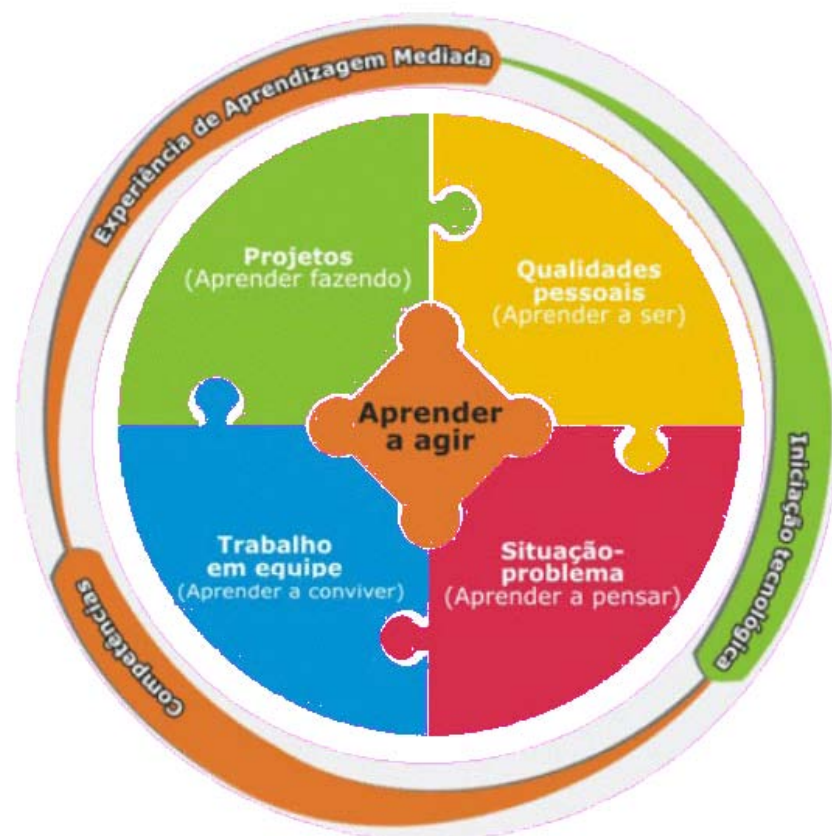 Experiência de Aprendizagem Mediada
Projetos
(Aprender fazendo)
Qualidades
pessoais
(Aprender a ser)
Aprender
a agir
Trabalho
em equipe
(Aprender a conviver)
Situação-
problema
(Aprender a pensar)
Iniciação tecnológica
Competências